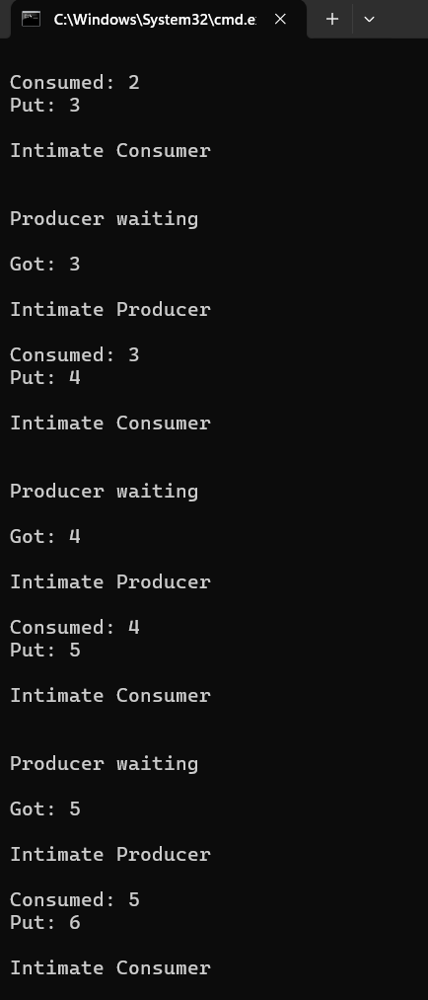 C:\Windows\System32\cmd.e
Consumed: 2
Put: 3
Intimate Consumer
Producer waiting
Got: 3
Intimate Producer
Consumed: 3
Put: 4
Intimate Consumer
Producer waiting
Got: 4
Intimate Producer
Consumed: 4
Put: 5
Intimate Consumer
Producer waiting
Got: 5
Intimate Producer
Consumed: 5
Put: 6
Intimate Consumer